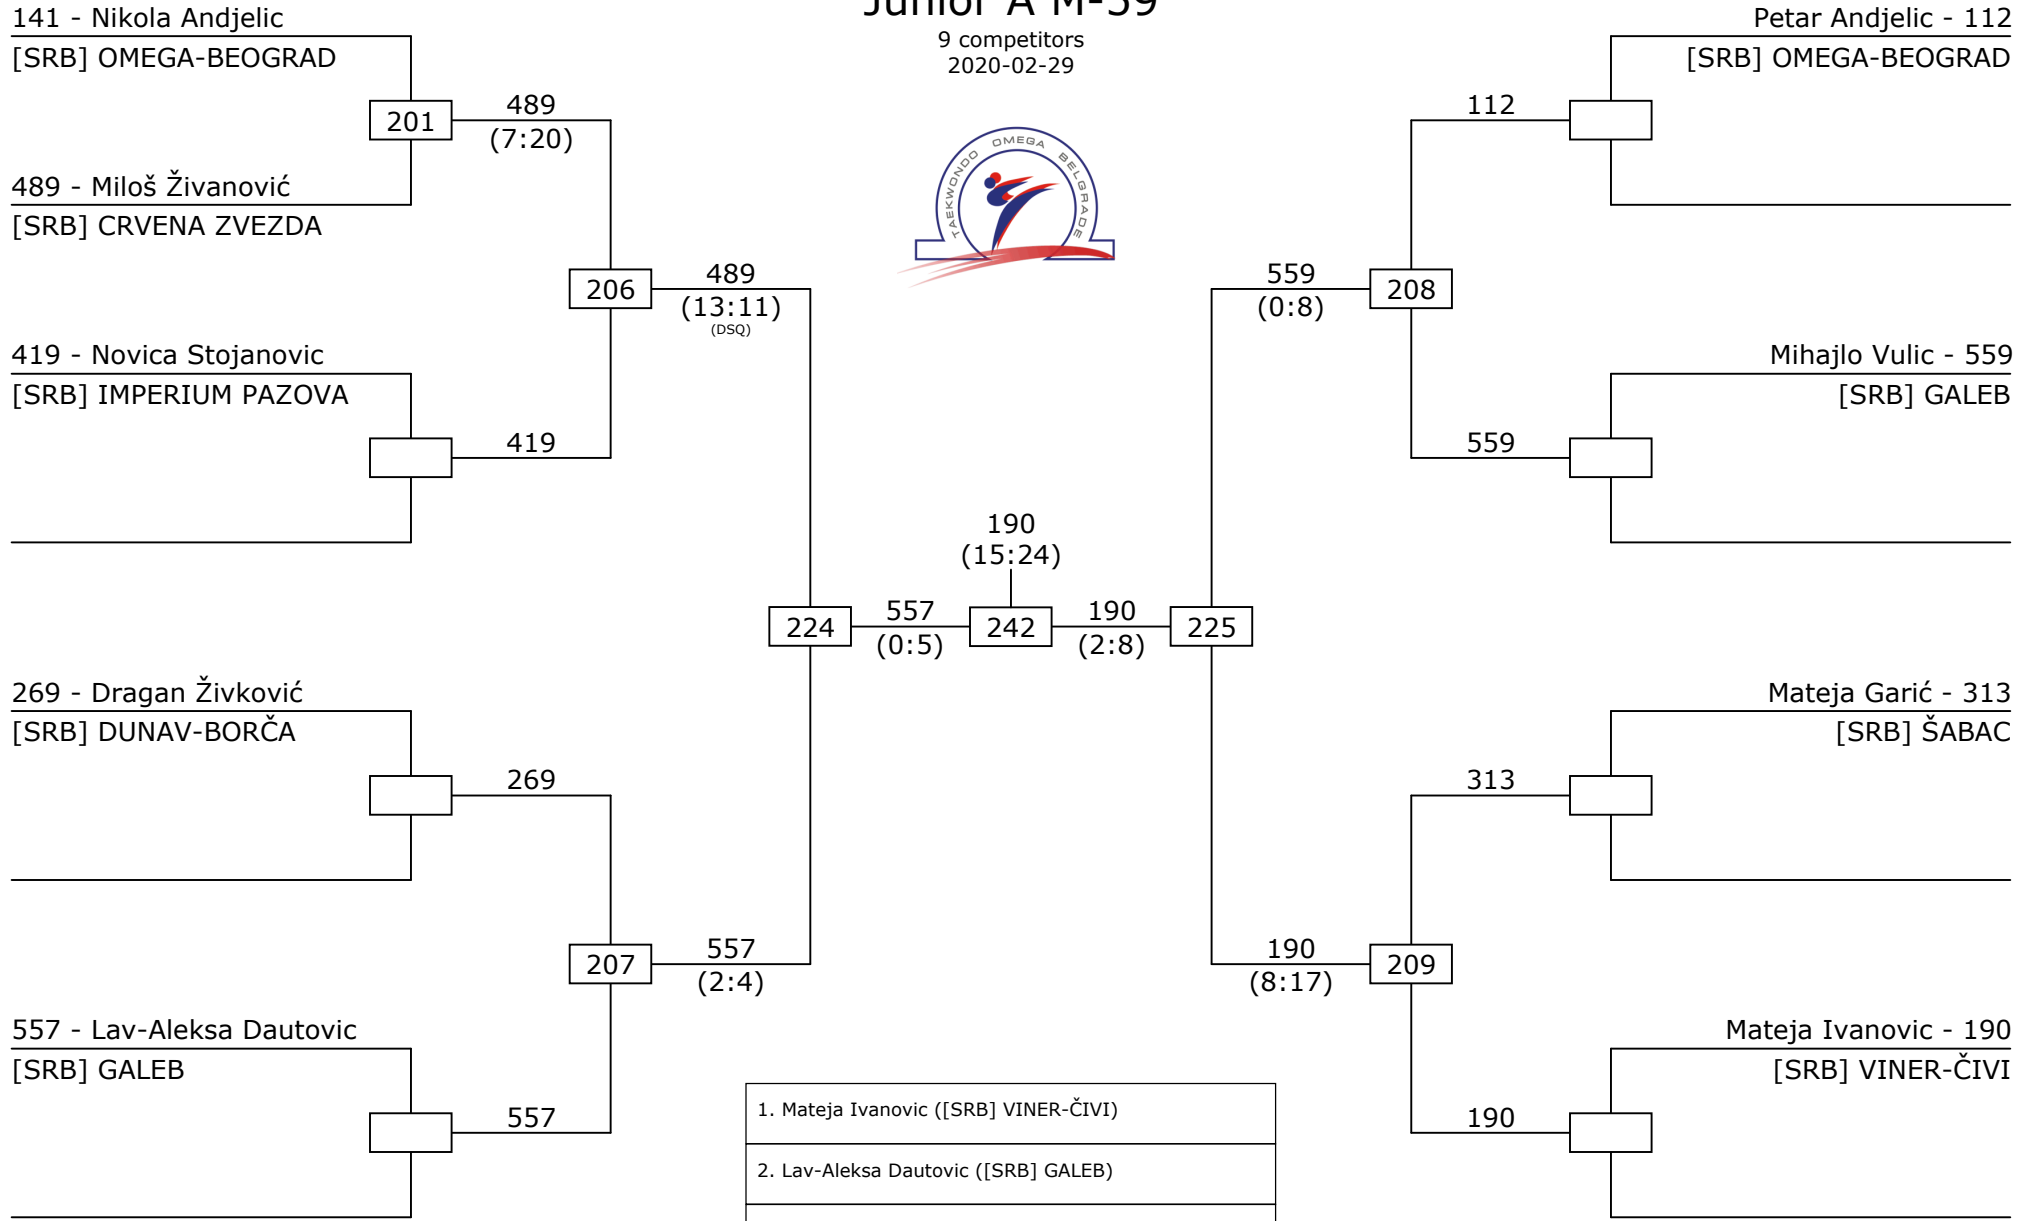 Junior A M-59
9 competitors
2020-02-29
TAEKWONDO OMEGA BELGRADE
141 - Nikola Andjelic
[SRB] OMEGA-BEOGRAD
201
489
(7:20)
489 - Miloš Živanović
[SRB] CRVENA ZVEZDA
206
489
(13:11)
(DSQ)
419 - Novica Stojanovic
[SRB] IMPERIUM PAZOVA
419
269 - Dragan Živković
[SRB] DUNAV-BORČA
269
207
557
(2:4)
557 - Lav-Aleksa Dautovic
[SRB] GALEB
557
224
557
(0:5)
190
(15:24)
242
190
(2:8)
225
Petar Andjelic - 112
[SRB] OMEGA-BEOGRAD
112
559
(0:8)
208
Mihajlo Vulic - 559
[SRB] GALEB
559
Mateja Garić - 313
[SRB] ŠABAC
313
190
(8:17)
209
Mateja Ivanovic - 190
[SRB] VINER-ČIVI
190
1. Mateja Ivanovic ([SRB] VINER-ČIVI)
2. Lav-Aleksa Dautovic ([SRB] GALEB)